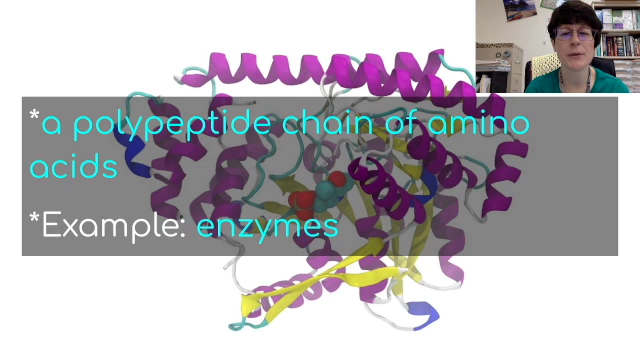 *a polypeptide chain of amino
acids
*Example: enzymes